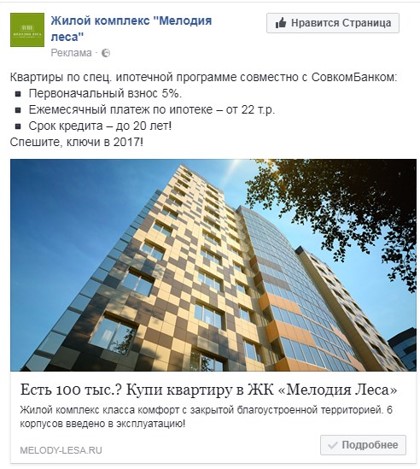 Жилой комплекс "Мелодия
леса"
Реклама ·
Нравится Страница
Квартиры по спец. ипотечной программе совместно с СовкомБанком:
▪ Первоначальный взнос 5%.
▪ Ежемесячный платеж по ипотеке – от 22 т.р.
▪ Срок кредита – до 20 лет!
Спешите, ключи в 2017!
Есть 100 тыс.? Купи квартиру в ЖК «Мелодия Леса»
Жилой комплекс класса комфорт с закрытой благоустроенной территорией. 6
корпусов введено в эксплуатацию!
MELODY-LESA.RU
Подробнее